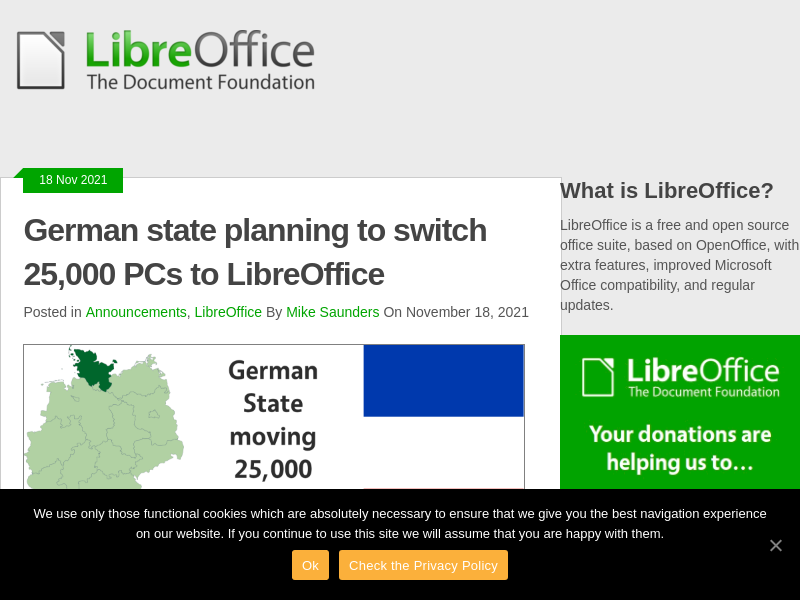 LibreOffice
The Document Foundation
18 Nov 2021
German state planning to switch
25,000 PCs to LibreOffice
Posted in Announcements, LibreOffice By Mike Saunders On November 18, 2021
German
State
moving
25,000
What is LibreOffice?
LibreOffice is a free and open source
office suite, based on OpenOffice, with
extra features, improved Microsoft
Office compatibility, and regular
updates.
LibreOffice
The Document Foundation
Your donations are
helping us to...
We use only those functional cookies which are absolutely necessary to ensure that we give you the best navigation experience
on our website. If you continue to use this site we will assume that you are happy with them.
Ok
Check the Privacy Policy